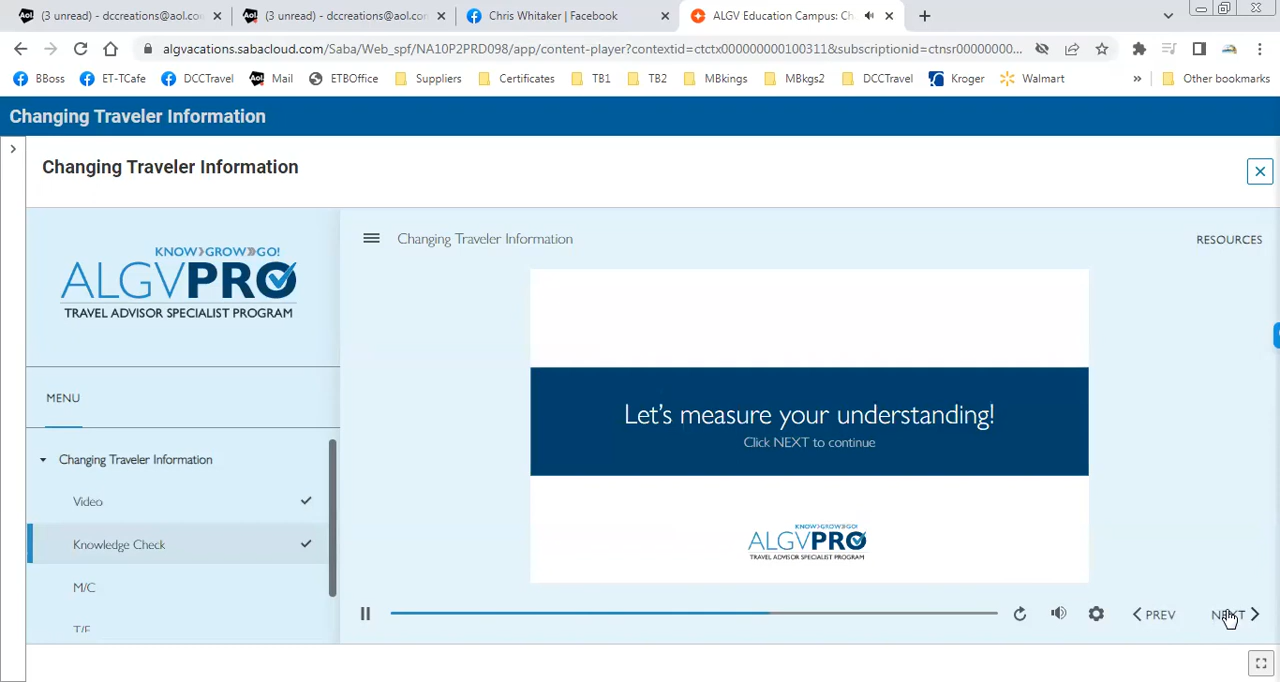 (3 unread) - dccreations@aol.co
(3 unread) - dccreations@aol.co
Chris Whitaker | Facebook
ALGV Education Campus: Ch
algvacations.sabacloud.com/Saba/Web_spf/NA10P2PRD098/app/content-player?contextid=ctctx000000000100311&subscriptionid=ctnsr00000000...
BBoss ET-TCafe DCCTravel Mail ETBOffice Suppliers Certificates TB1 TB2 MBkings MBkgs2 DCCTravel Kroger Walmart » Other bookmarks
Changing Traveler Information
Changing Traveler Information
KNOW GROW GO!
ALGVPRO
TRAVEL ADVISOR SPECIALIST PROGRAM
Changing Traveler Information
RESOURCES
MENU
Changing Traveler Information
Video
Knowledge Check
M/C
T/F
Let's measure your understanding!
Click NEXT to continue
KNOW GROW GO!
ALGVPRO
TRAVEL ADVISOR SPECIALIST PROGRAM
PREV
NEXT